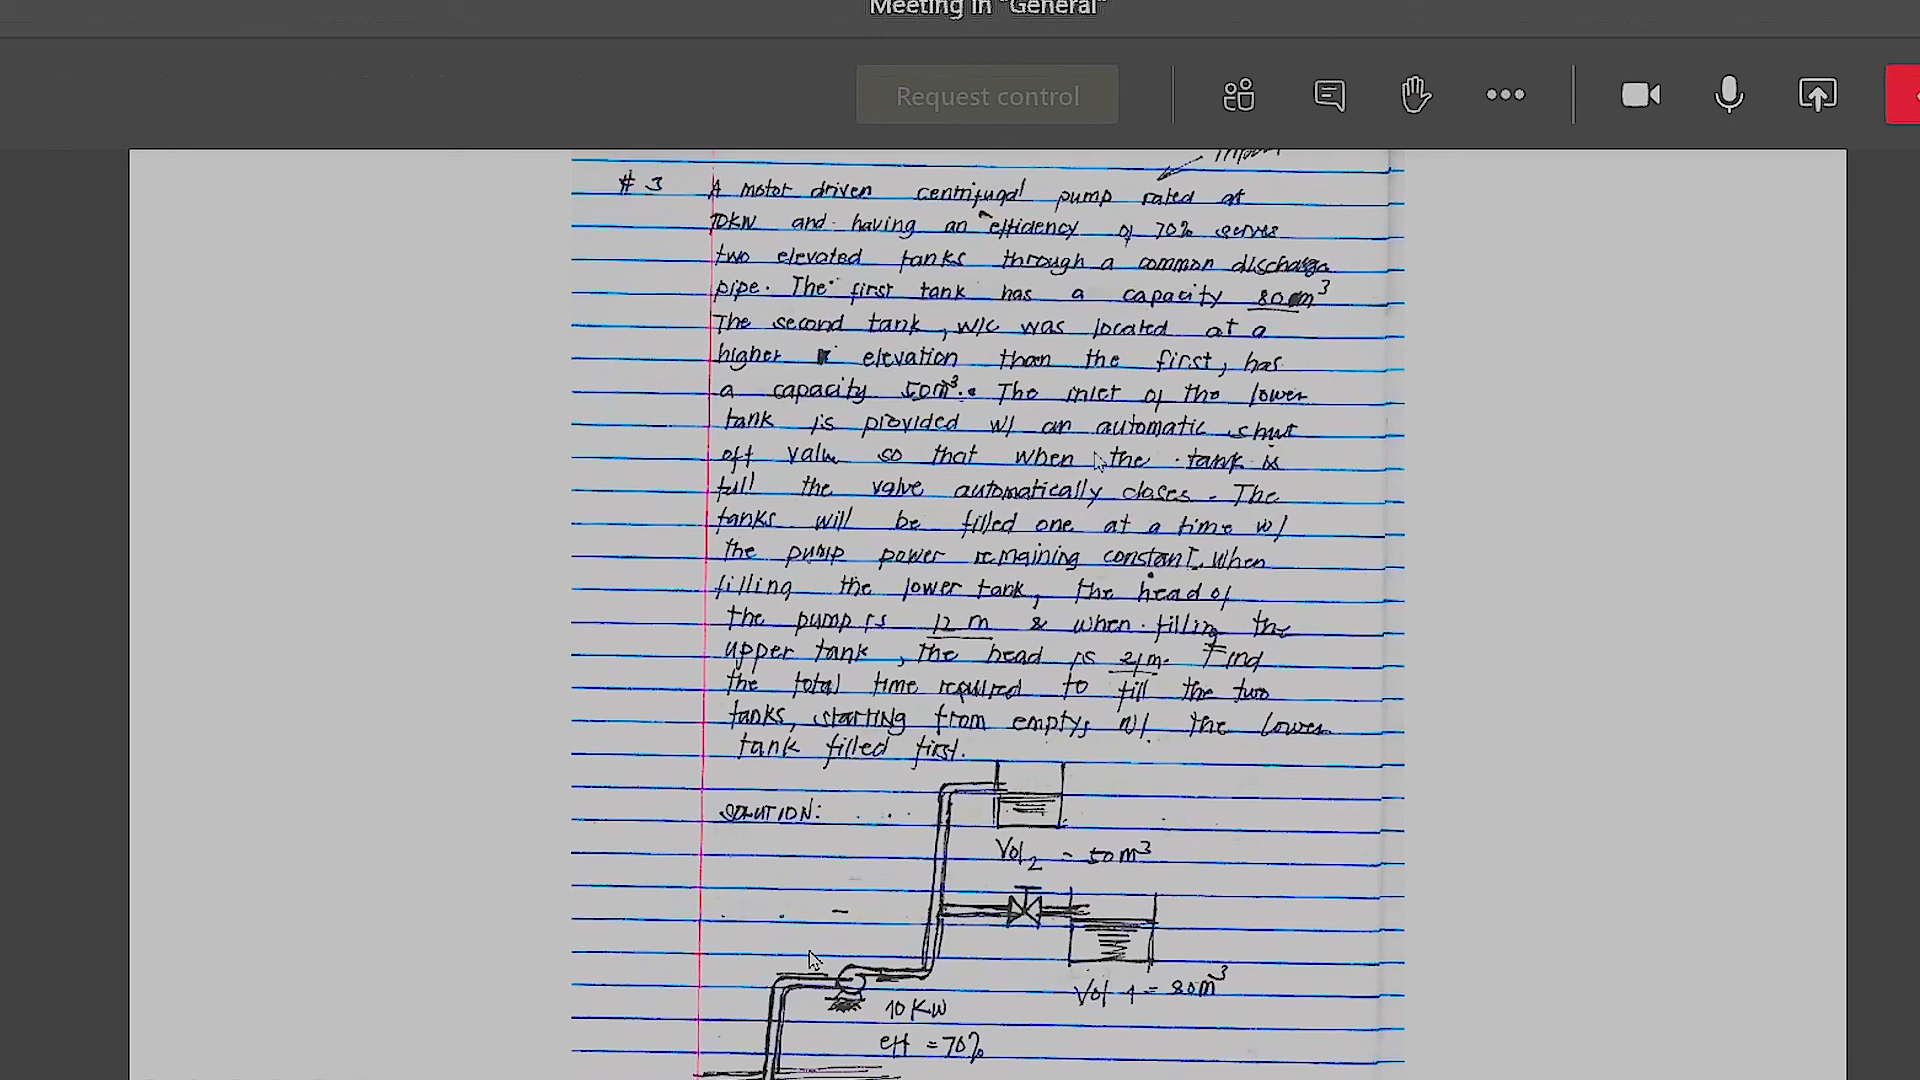 Meeting in "General"
Request control
# 3 A motor driven centrifugal pump rated at
10KW and having an efficiency of 70% serves
two elevated tanks through a common discharge
pipe. The first tank has a capacity 80m³
The second tank, w/c was located at a
higher elevation than the first, has
a capacity 50m³. The inlet of the lower
tank is provided w/ an automatic shut
off valve so that when the tank is
full the valve automatically closes. The
tanks will be filled one at a time w/
the pump power remaining constant. When
filling the lower tank, the head of
the pump is 12 m & when filling the
upper tank, the head is 21m. Find
the total time required to fill the two
tanks, starting from empty, w/ the lower
tank filled first.
SOLUTION:
Vol₂ = 50m³
Vol 1 = 80m³
10 KW
eff = 70%